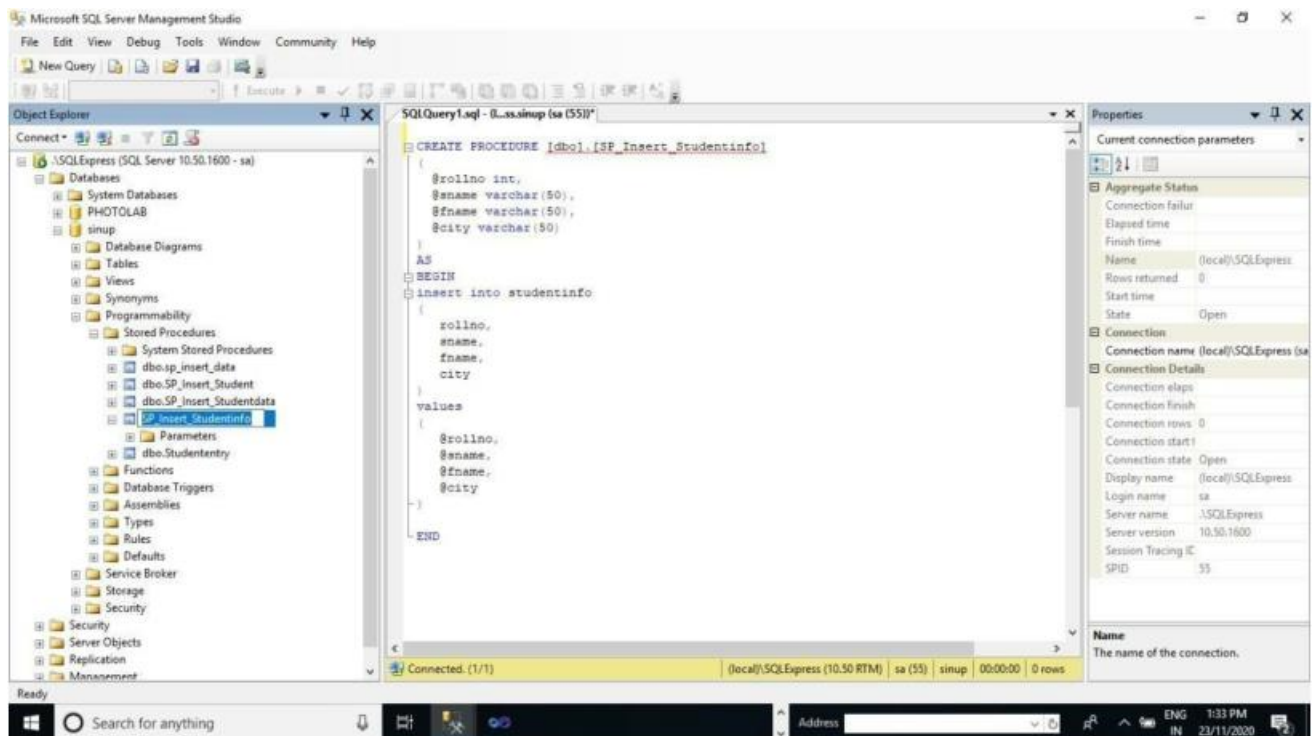 Microsoft SQL Server Management Studio
File Edit View Debug Tools Window Community Help
New Query
Execute
Object Explorer
Connect
.\SQLExpress (SQL Server 10.50.1600 - sa)
Databases
System Databases
PHOTOLAB
sinup
Database Diagrams
Tables
Views
Synonyms
Programmability
Stored Procedures
System Stored Procedures
dbo.sp_insert_data
dbo.SP_Insert_Student
dbo.SP_Insert_Studentdata
SP_Insert_Studentinfo
Parameters
dbo.Studententry
Functions
Database Triggers
Assemblies
Types
Rules
Defaults
Service Broker
Storage
Security
Security
Server Objects
Replication
Management
SQLQuery1.sql - (l...ss.sinup (sa (55))*
CREATE PROCEDURE [dbo].[SP_Insert_Studentinfo]
(
@rollno int,
@sname varchar(50),
@fname varchar(50),
@city varchar(50)
)
AS
BEGIN
insert into studentinfo
(
rollno,
sname,
fname,
city
)
values
(
@rollno,
@sname,
@fname,
@city
)
END
Connected. (1/1) (local)\SQLExpress (10.50 RTM) sa (55) sinup 00:00:00 0 rows
Properties
Current connection parameters
Aggregate Status
Connection failur
Elapsed time
Finish time
Name (local)\SQLExpress
Rows returned 0
Start time
State Open
Connection
Connection name (local)\SQLExpress (sa
Connection Details
Connection elaps
Connection finish
Connection rows 0
Connection start t
Connection state Open
Display name (local)\SQLExpress
Login name sa
Server name .\SQLExpress
Server version 10.50.1600
Session Tracing ID
SPID 55
Name
The name of the connection.
Ready
Search for anything
Address
ENG 1:33 PM
IN 23/11/2020